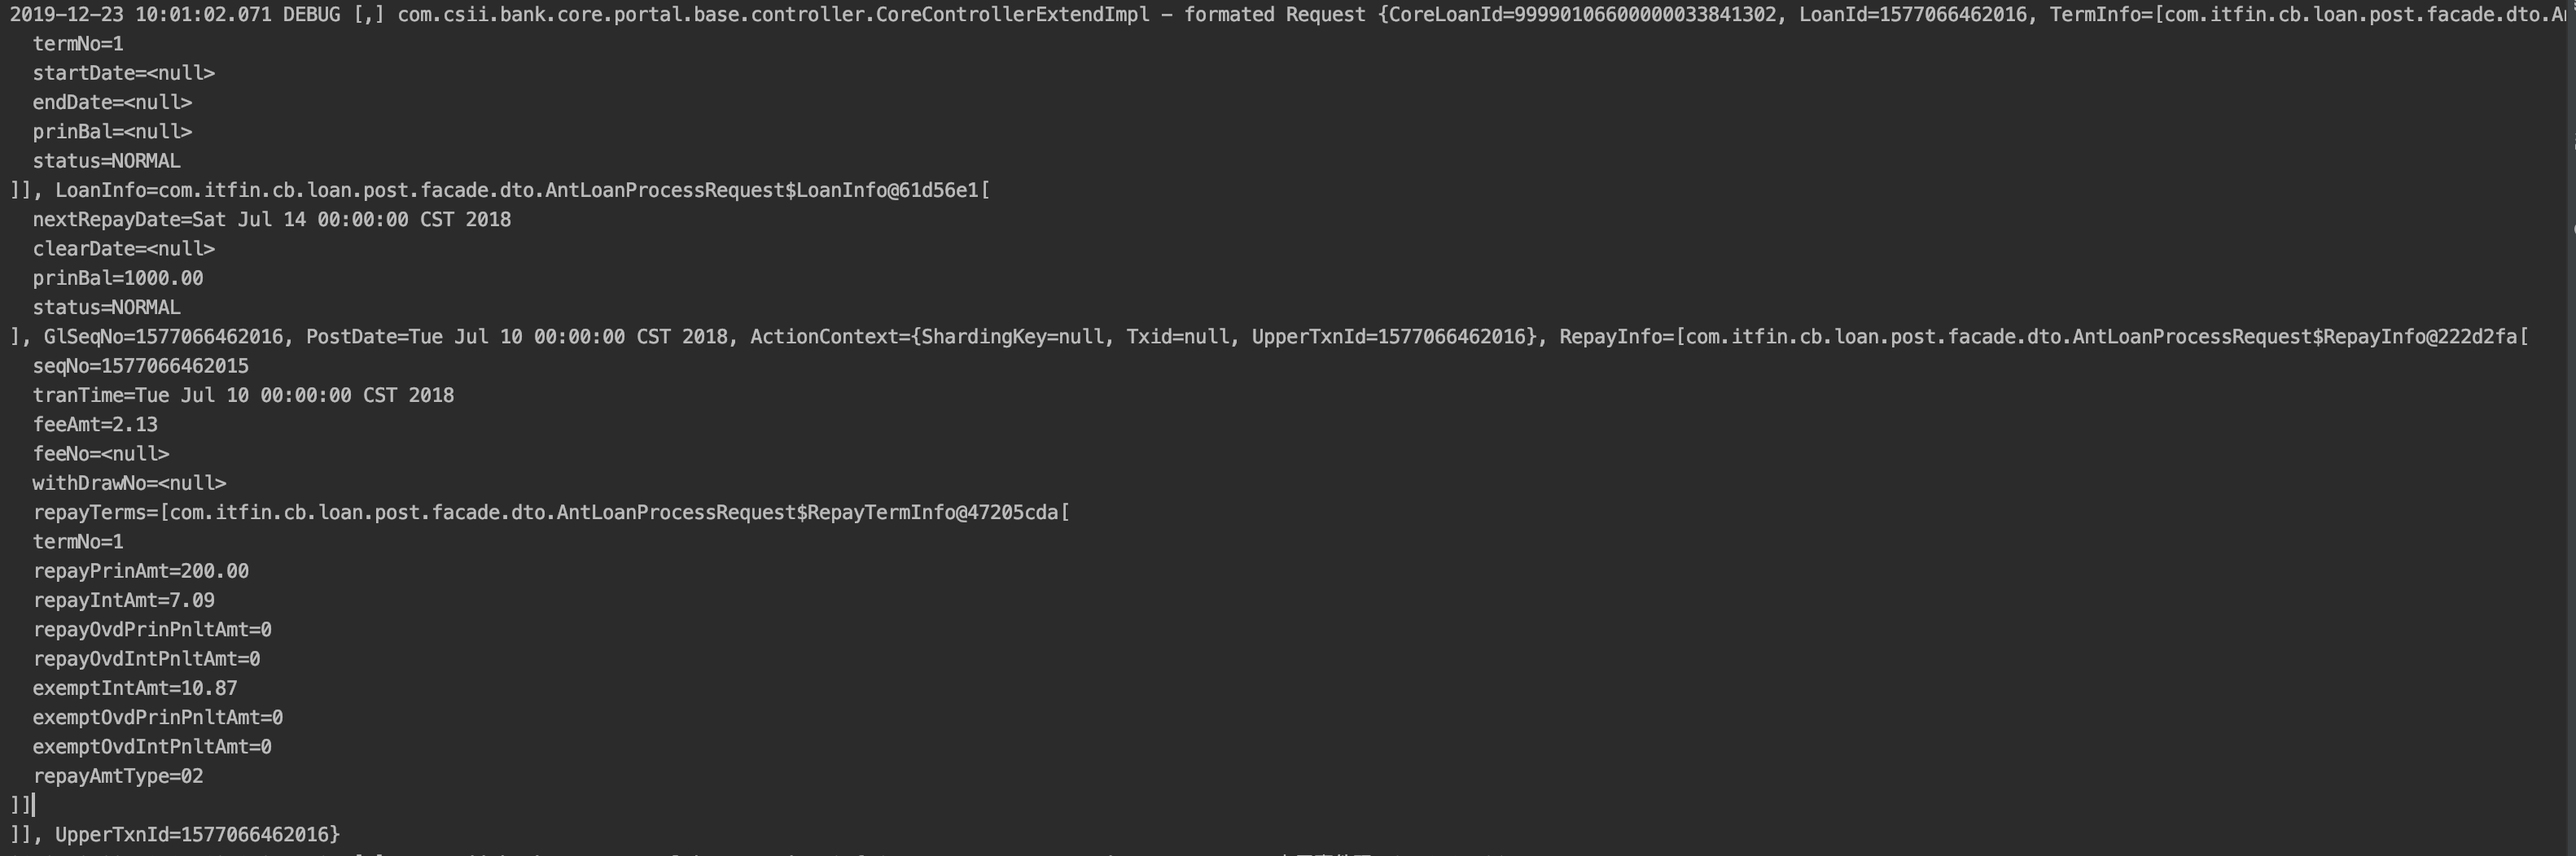 2019-12-23 10:01:02.071 DEBUG [,] com.csii.bank.core.portal.base.controller.CoreControllerExtendImpl - formated Request {CoreLoanId=99990106600000033841302, LoanId=1577066462016, TermInfo=[com.itfin.cb.loan.post.facade.dto.
termNo=1
startDate=<null>
endDate=<null>
prinBal=<null>
status=NORMAL
]], LoanInfo=com.itfin.cb.loan.post.facade.dto.AntLoanProcessRequest$LoanInfo@61d56e1[
nextRepayDate=Sat Jul 14 00:00:00 CST 2018
clearDate=<null>
prinBal=1000.00
status=NORMAL
], GlSeqNo=1577066462016, PostDate=Tue Jul 10 00:00:00 CST 2018, ActionContext={ShardingKey=null, Txid=null, UpperTxnId=1577066462016}, RepayInfo=[com.itfin.cb.loan.post.facade.dto.AntLoanProcessRequest$RepayInfo@222d2fa[
seqNo=1577066462015
tranTime=Tue Jul 10 00:00:00 CST 2018
feeAmt=2.13
feeNo=<null>
withDrawNo=<null>
repayTerms=[com.itfin.cb.loan.post.facade.dto.AntLoanProcessRequest$RepayTermInfo@47205cda[
termNo=1
repayPrinAmt=200.00
repayIntAmt=7.09
repayOvdPrinPnltAmt=0
repayOvdIntPnltAmt=0
exemptIntAmt=10.87
exemptOvdPrinPnltAmt=0
exemptOvdIntPnltAmt=0
repayAmtType=02
]]
]], UpperTxnId=1577066462016}